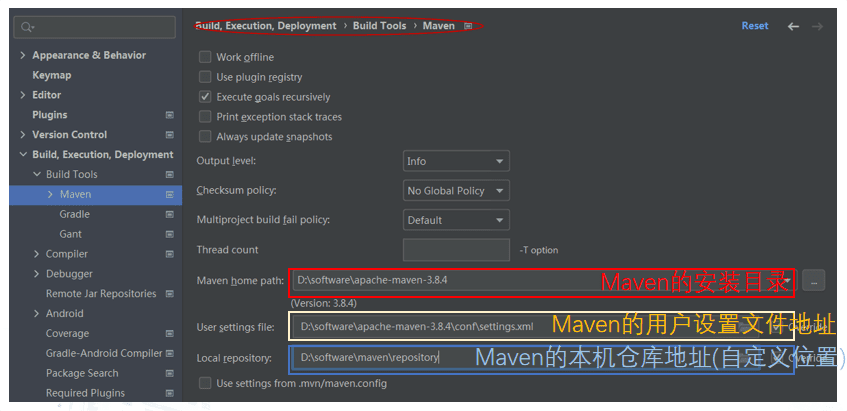 Build, Execution, Deployment › Build Tools › Maven
Reset
Appearance & Behavior
Keymap
Editor
Plugins
Version Control
Build, Execution, Deployment
Build Tools
Maven
Gradle
Gant
Compiler
Debugger
Remote Jar Repositories
Android
Coverage
Gradle-Android Compiler
Package Search
Required Plugins
Work offline
Use plugin registry
Execute goals recursively
Print exception stack traces
Always update snapshots
Output level: Info
Checksum policy: No Global Policy
Multiproject build fail policy: Default
Thread count -T option
Maven home path: D:\software\apache-maven-3.8.4 Maven的安装目录 ...
(Version: 3.8.4)
User settings file: D:\software\apache-maven-3.8.4\conf\settings.xml Maven的用户设置文件地址
Local repository: D:\software\maven\repository Maven的本机仓库地址(自定义位置)
Use settings from .mvn/maven.config